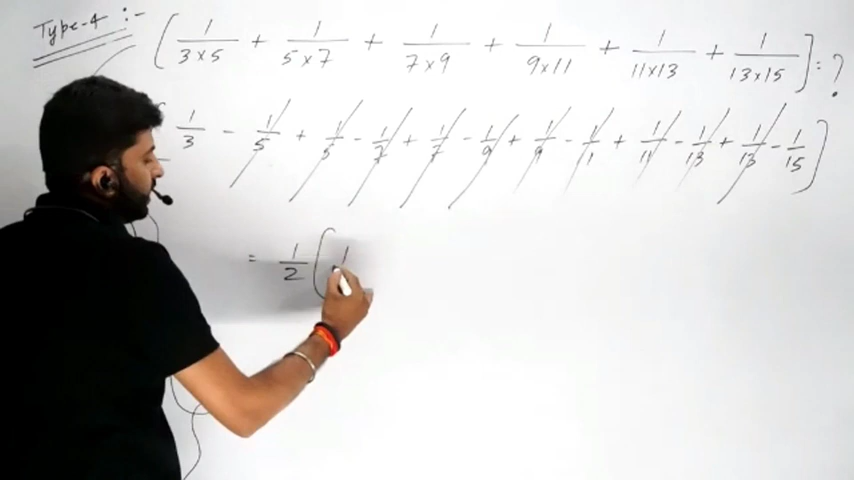 Type-4 :-
( 1/3×5 + 1/5×7 + 1/7×9 + 1/9×11 + 1/11×13 + 1/13×15 ] = ?
1/3 - 1/5 + 1/5 - 1/7 + 1/7 - 1/9 + 1/9 - 1/11 + 1/11 - 1/13 + 1/13 - 1/15 )
= 1/2 ( 1